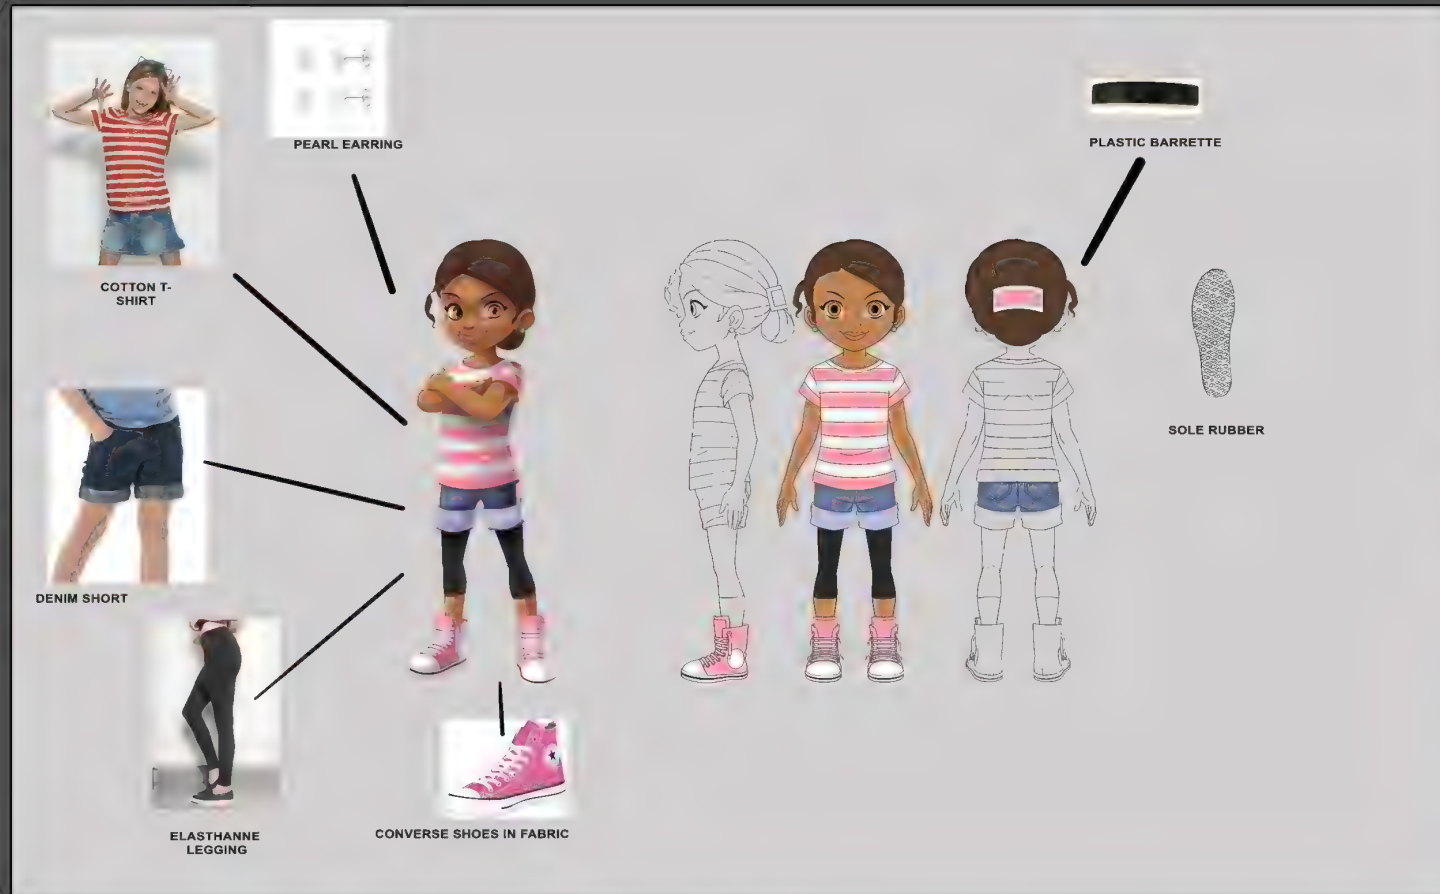 PEARL EARRING
PLASTIC BARRETTE
COTTON T-
SHIRT
SOLE RUBBER
DENIM SHORT
ELASTHANNE
LEGGING
CONVERSE SHOES IN FABRIC